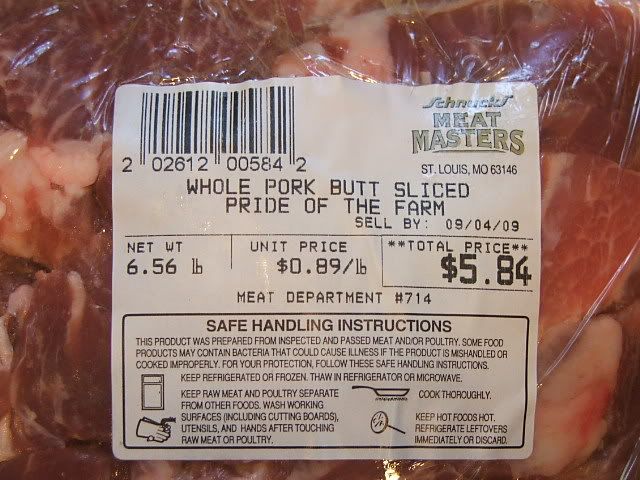 Schnucks
MEAT
MASTERS
ST. LOUIS, MO 63146
2 02612 00584 2
WHOLE PORK BUTT SLICED
PRIDE OF THE FARM
SELL BY: 09/04/09
NET WT UNIT PRICE **TOTAL PRICE**
6.56 lb $0.89/lb $5.84
MEAT DEPARTMENT #714
SAFE HANDLING INSTRUCTIONS
THIS PRODUCT WAS PREPARED FROM INSPECTED AND PASSED MEAT AND/OR POULTRY. SOME FOOD
PRODUCTS MAY CONTAIN BACTERIA THAT COULD CAUSE ILLNESS IF THE PRODUCT IS MISHANDLED OR
COOKED IMPROPERLY. FOR YOUR PROTECTION, FOLLOW THESE SAFE HANDLING INSTRUCTIONS.
KEEP REFRIGERATED OR FROZEN. THAW IN REFRIGERATOR OR MICROWAVE.
KEEP RAW MEAT AND POULTRY SEPARATE
FROM OTHER FOODS. WASH WORKING
SURFACES (INCLUDING CUTTING BOARDS),
UTENSILS, AND HANDS AFTER TOUCHING
RAW MEAT OR POULTRY.
COOK THOROUGHLY.
KEEP HOT FOODS HOT.
REFRIGERATE LEFTOVERS
IMMEDIATELY OR DISCARD.